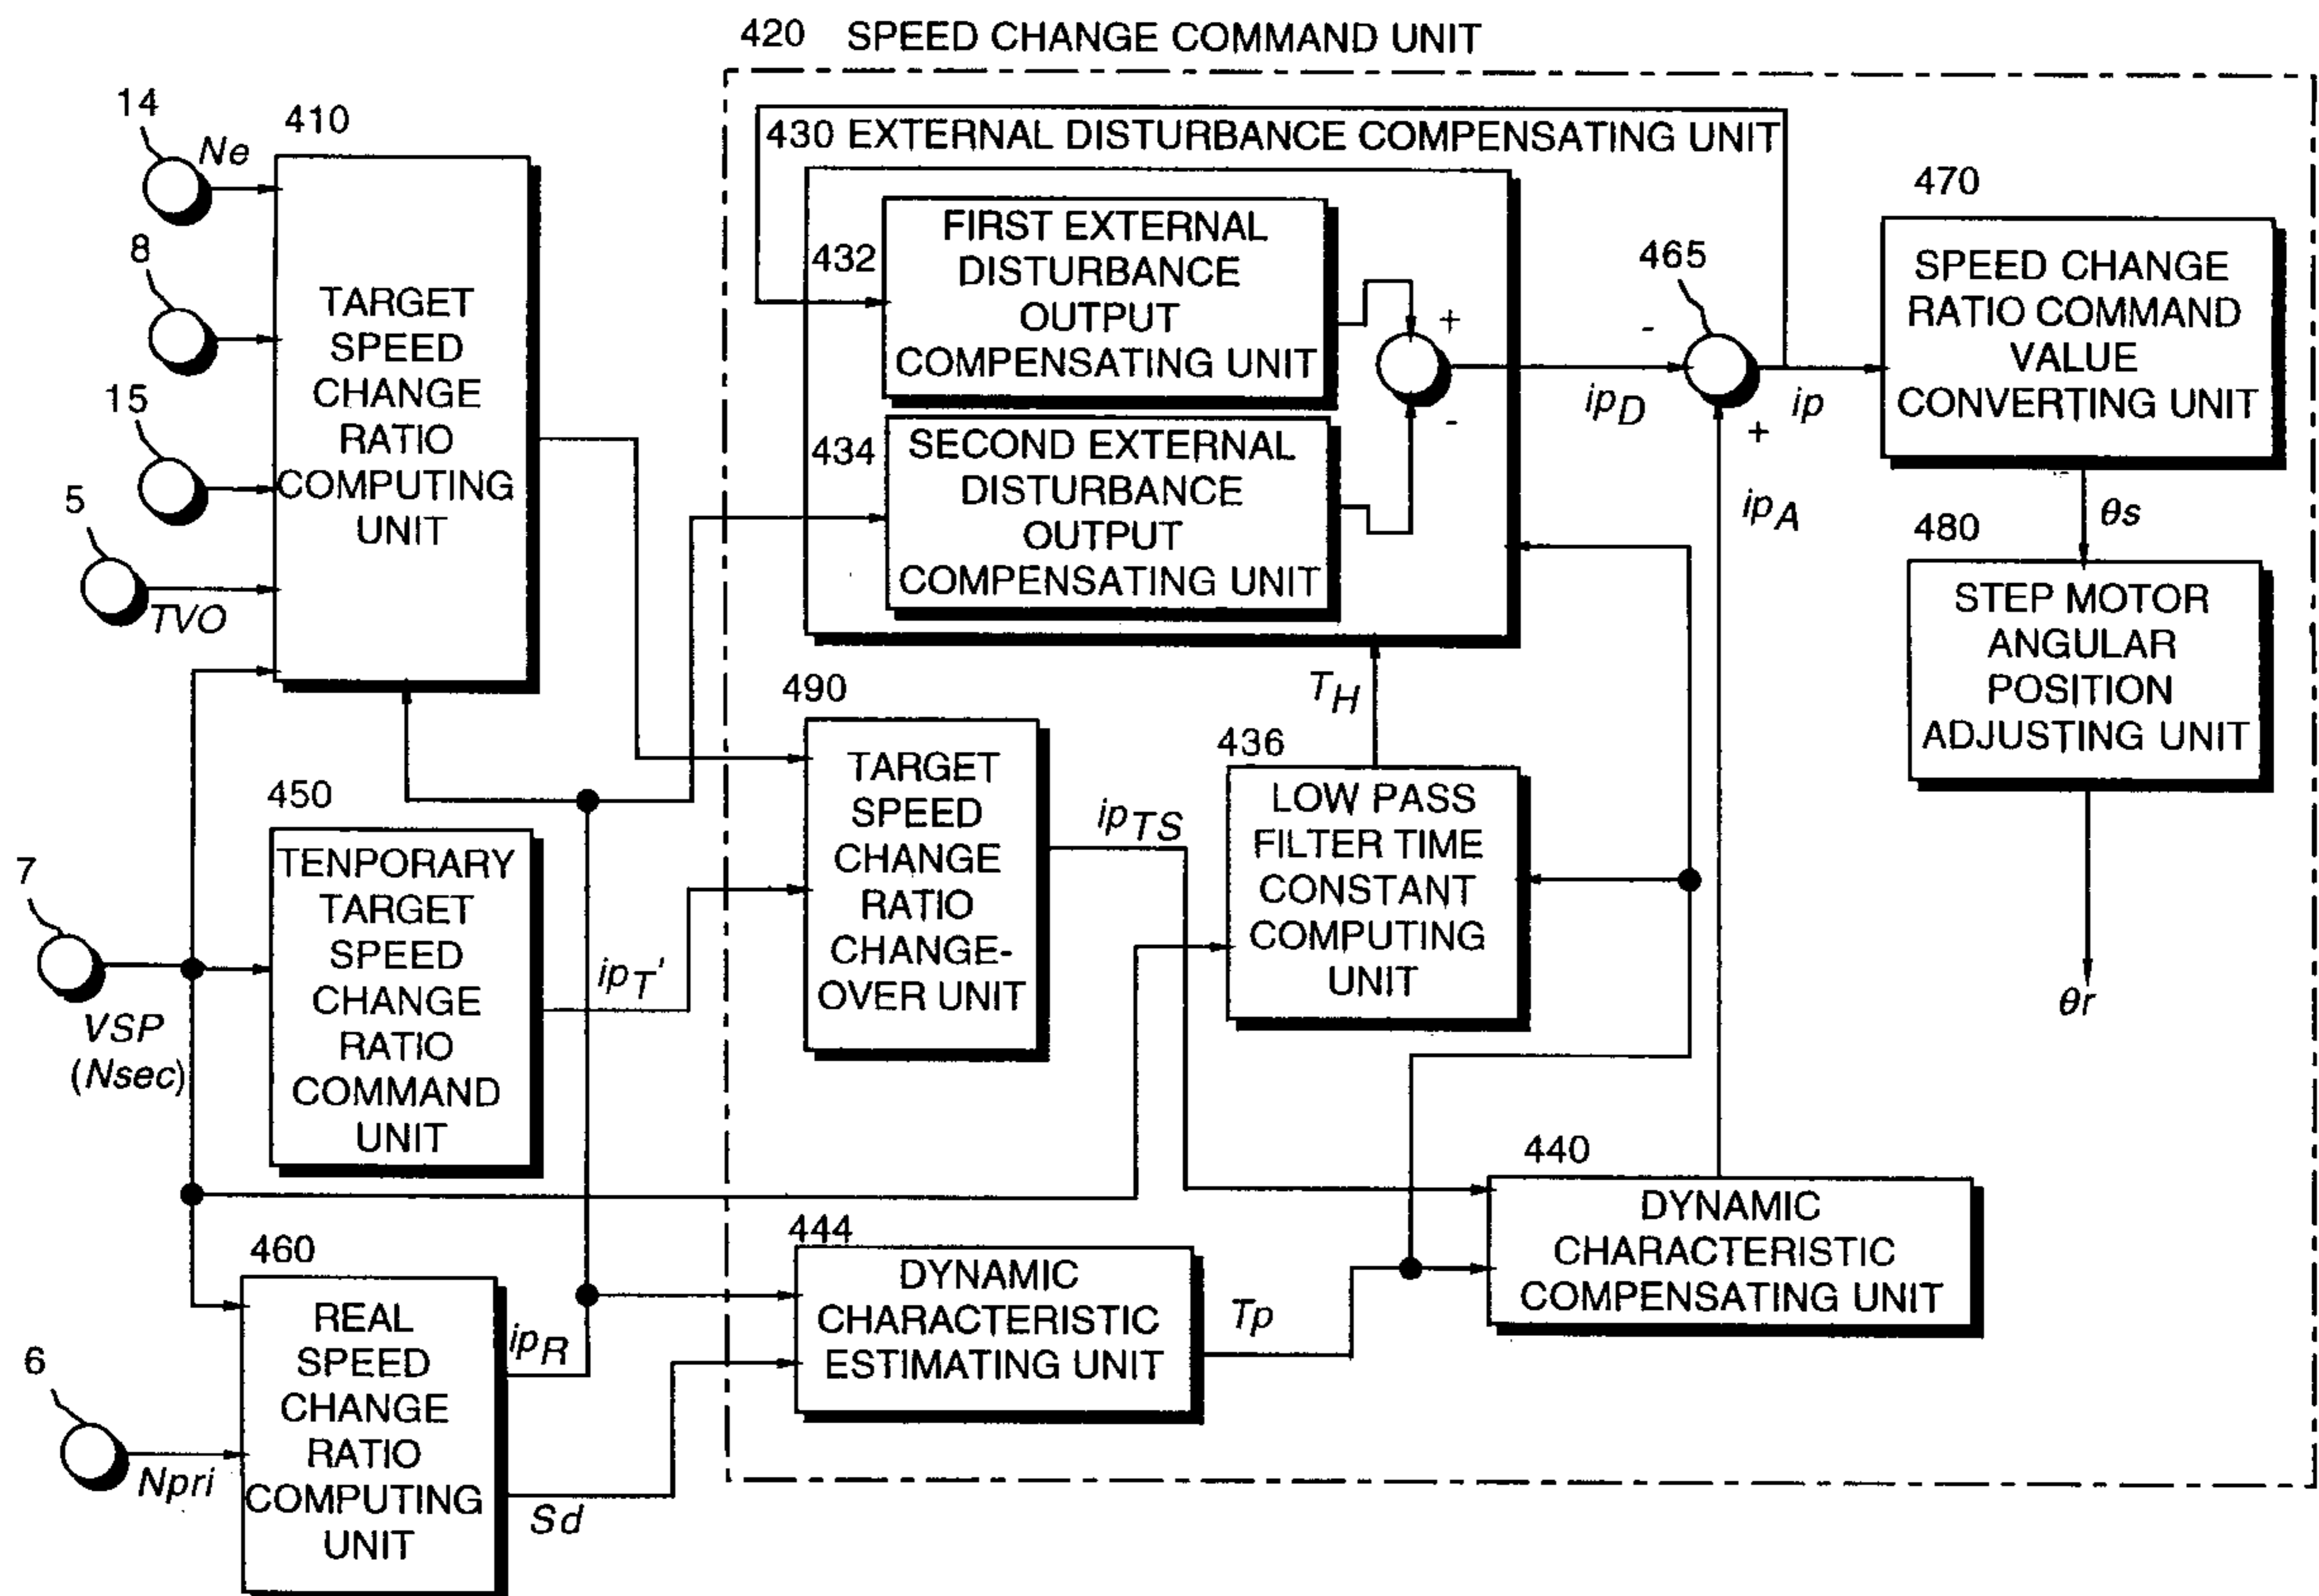 420 SPEED CHANGE COMMAND UNIT
14
Ne
8
15
5
TVO
410
TARGET
SPEED
CHANGE
RATIO
COMPUTING
UNIT
430 EXTERNAL DISTURBANCE COMPENSATING UNIT
432
FIRST EXTERNAL
DISTURBANCE
OUTPUT
COMPENSATING UNIT
434
SECOND EXTERNAL
DISTURBANCE
OUTPUT
COMPENSATING UNIT
+
-
ipD
465
-
+
ip
ipA
470
SPEED CHANGE
RATIO COMMAND
VALUE
CONVERTING UNIT
θs
480
STEP MOTOR
ANGULAR
POSITION
ADJUSTING UNIT
θr
7
VSP
(Nsec)
450
TENPORARY
TARGET
SPEED
CHANGE
RATIO
COMMAND
UNIT
ipT'
490
TARGET
SPEED
CHANGE
RATIO
CHANGE-
OVER UNIT
ipTS
TH
436
LOW PASS
FILTER TIME
CONSTANT
COMPUTING
UNIT
6
Npri
460
REAL
SPEED
CHANGE
RATIO
COMPUTING
UNIT
ipR
Sd
444
DYNAMIC
CHARACTERISTIC
ESTIMATING UNIT
Tp
440
DYNAMIC
CHARACTERISTIC
COMPENSATING UNIT